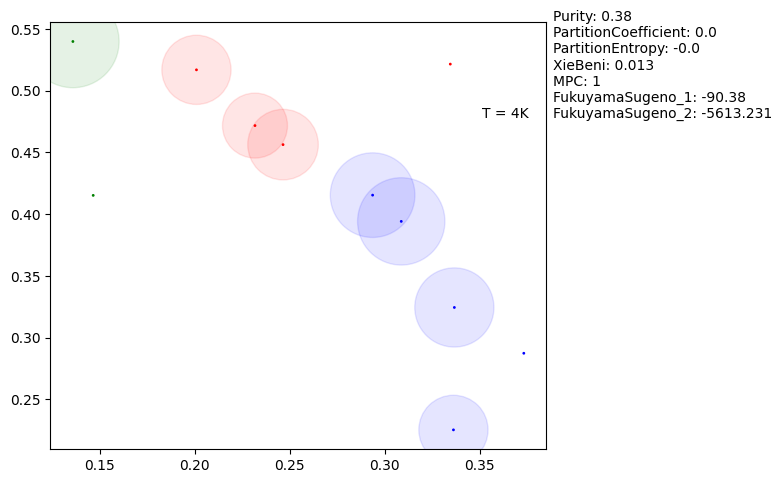 Purity: 0.38
PartitionCoefficient: 0.0
PartitionEntropy: -0.0
XieBeni: 0.013
MPC: 1
FukuyamaSugeno_1: -90.38
FukuyamaSugeno_2: -5613.231
T = 4K
0.55
0.50
0.45
0.40
0.35
0.30
0.25
0.15 0.20 0.25 0.30 0.35